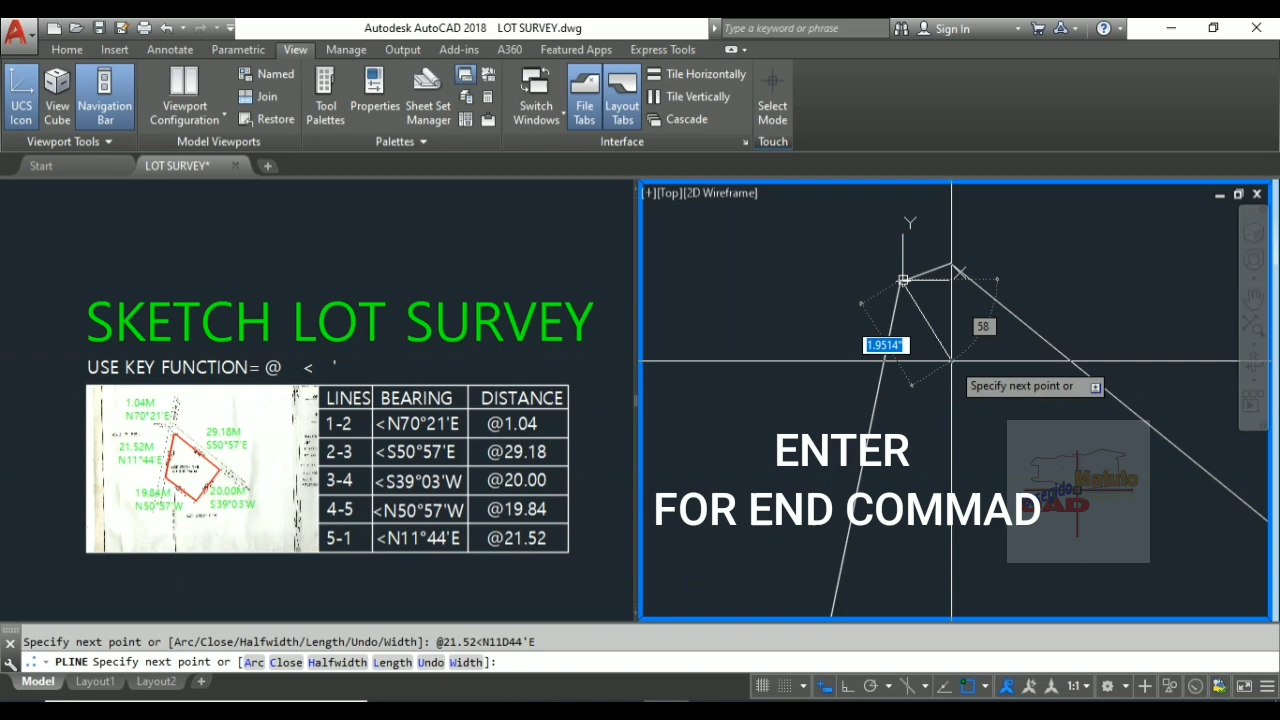 Autodesk AutoCAD 2018 LOT SURVEY.dwg
Type a keyword or phrase
Sign In
Home Insert Annotate Parametric View Manage Output Add-ins A360 Featured Apps Express Tools
UCS Icon
View Cube
Navigation Bar
Viewport Configuration
Named
Join
Restore
Tool Palettes
Properties
Sheet Set Manager
Switch Windows
File Tabs
Layout Tabs
Tile Horizontally
Tile Vertically
Cascade
Select Mode
Viewport Tools
Model Viewports
Palettes
Interface
Touch
Start
LOT SURVEY*
[+][Top][2D Wireframe]
Y
X
58
1.9514"
Specify next point or
SKETCH LOT SURVEY
USE KEY FUNCTION= @ < '
1.04M
N70°21'E
29.18M
S50°57'E
21.52M
N11°44'E
19.84M
N50°57'W
20.00M
S39°03'W
LINES BEARING DISTANCE
1-2 <N70°21'E @1.04
2-3 <S50°57'E @29.18
3-4 <S39°03'W @20.00
4-5 <N50°57'W @19.84
5-1 <N11°44'E @21.52
ENTER
FOR END COMMAD
Matuto
CAD
Specify next point or [Arc/Close/Halfwidth/Length/Undo/Width]: @21.52<N11D44'E
PLINE Specify next point or [Arc Close Halfwidth Length Undo Width]:
Model Layout1 Layout2
1:1